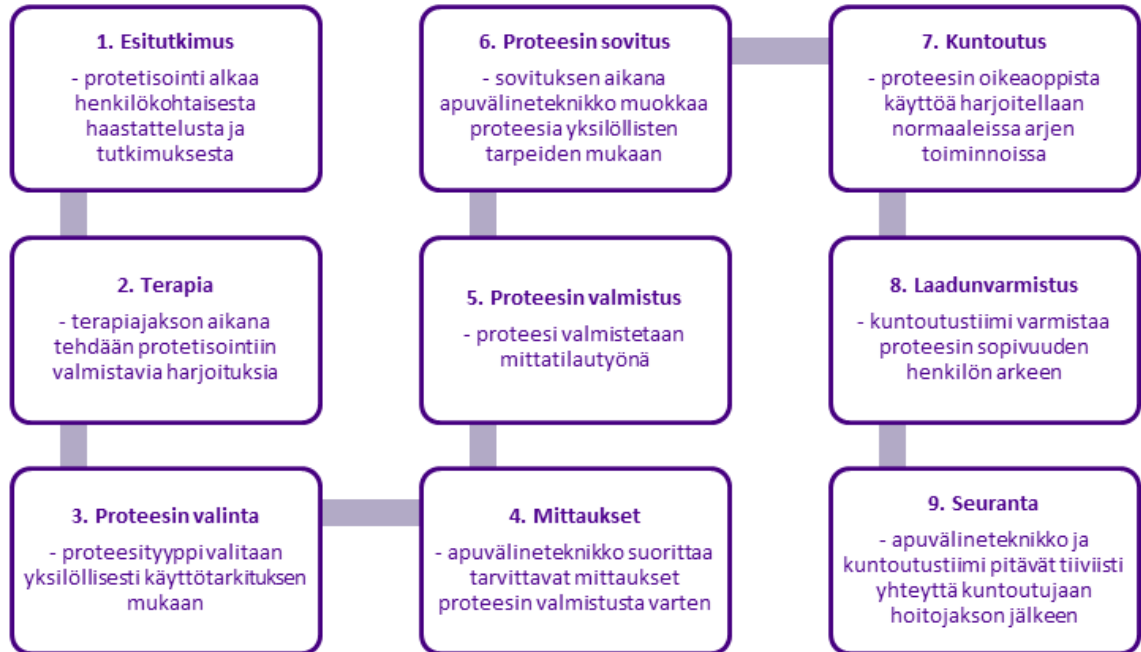 1. Esitutkimus
- protetisointi alkaa
henkilökohtaisesta
haastattelusta ja
tutkimuksesta
2. Terapia
- terapiajakson aikana
tehdään protetisointiin
valmistavia harjoituksia
3. Proteesin valinta
- proteesityyppi valitaan
yksilöllisesti käyttötarkituksen
mukaan
4. Mittaukset
- apuvälineteknikko suorittaa
tarvittavat mittaukset
proteesin valmistusta varten
5. Proteesin valmistus
- proteesi valmistetaan
mittatilautyönä
6. Proteesin sovitus
- sovituksen aikana
apuvälineteknikko muokkaa
proteesia yksilöllisten
tarpeiden mukaan
7. Kuntoutus
- proteesin oikeaoppista
käyttöä harjoitellaan
normaaleissa arjen
toiminnoissa
8. Laadunvarmistus
- kuntoutustiimi varmistaa
proteesin sopivuuden
henkilön arkeen
9. Seuranta
- apuvälineteknikko ja
kuntoutustiimi pitävät tiiviisti
yhteyttä kuntoutujaan
hoitojakson jälkeen